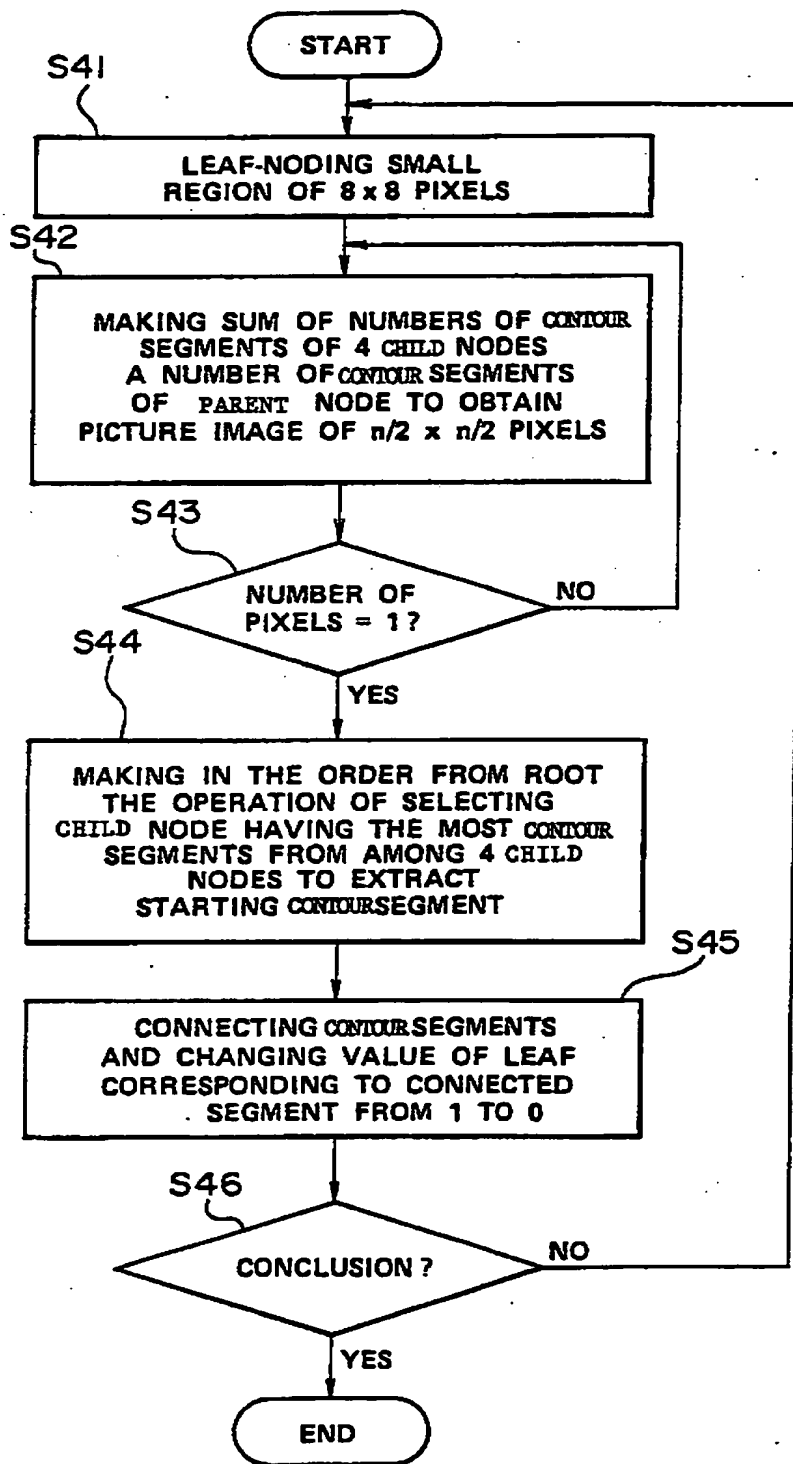 START
S41
LEAF-NODING SMALL
REGION OF 8 x 8 PIXELS
S42
MAKING SUM OF NUMBERS OF CONTOUR
SEGMENTS OF 4 CHILD NODES
A NUMBER OF CONTOUR SEGMENTS
OF PARENT NODE TO OBTAIN
PICTURE IMAGE OF n/2 x n/2 PIXELS
S43
NUMBER OF
PIXELS = 1?
NO
YES
S44
MAKING IN THE ORDER FROM ROOT
THE OPERATION OF SELECTING
CHILD NODE HAVING THE MOST CONTOUR
SEGMENTS FROM AMONG 4 CHILD
NODES TO EXTRACT
STARTING CONTOUR SEGMENT
S45
CONNECTING CONTOUR SEGMENTS
AND CHANGING VALUE OF LEAF
CORRESPONDING TO CONNECTED
SEGMENT FROM 1 TO 0
S46
CONCLUSION?
NO
YES
END